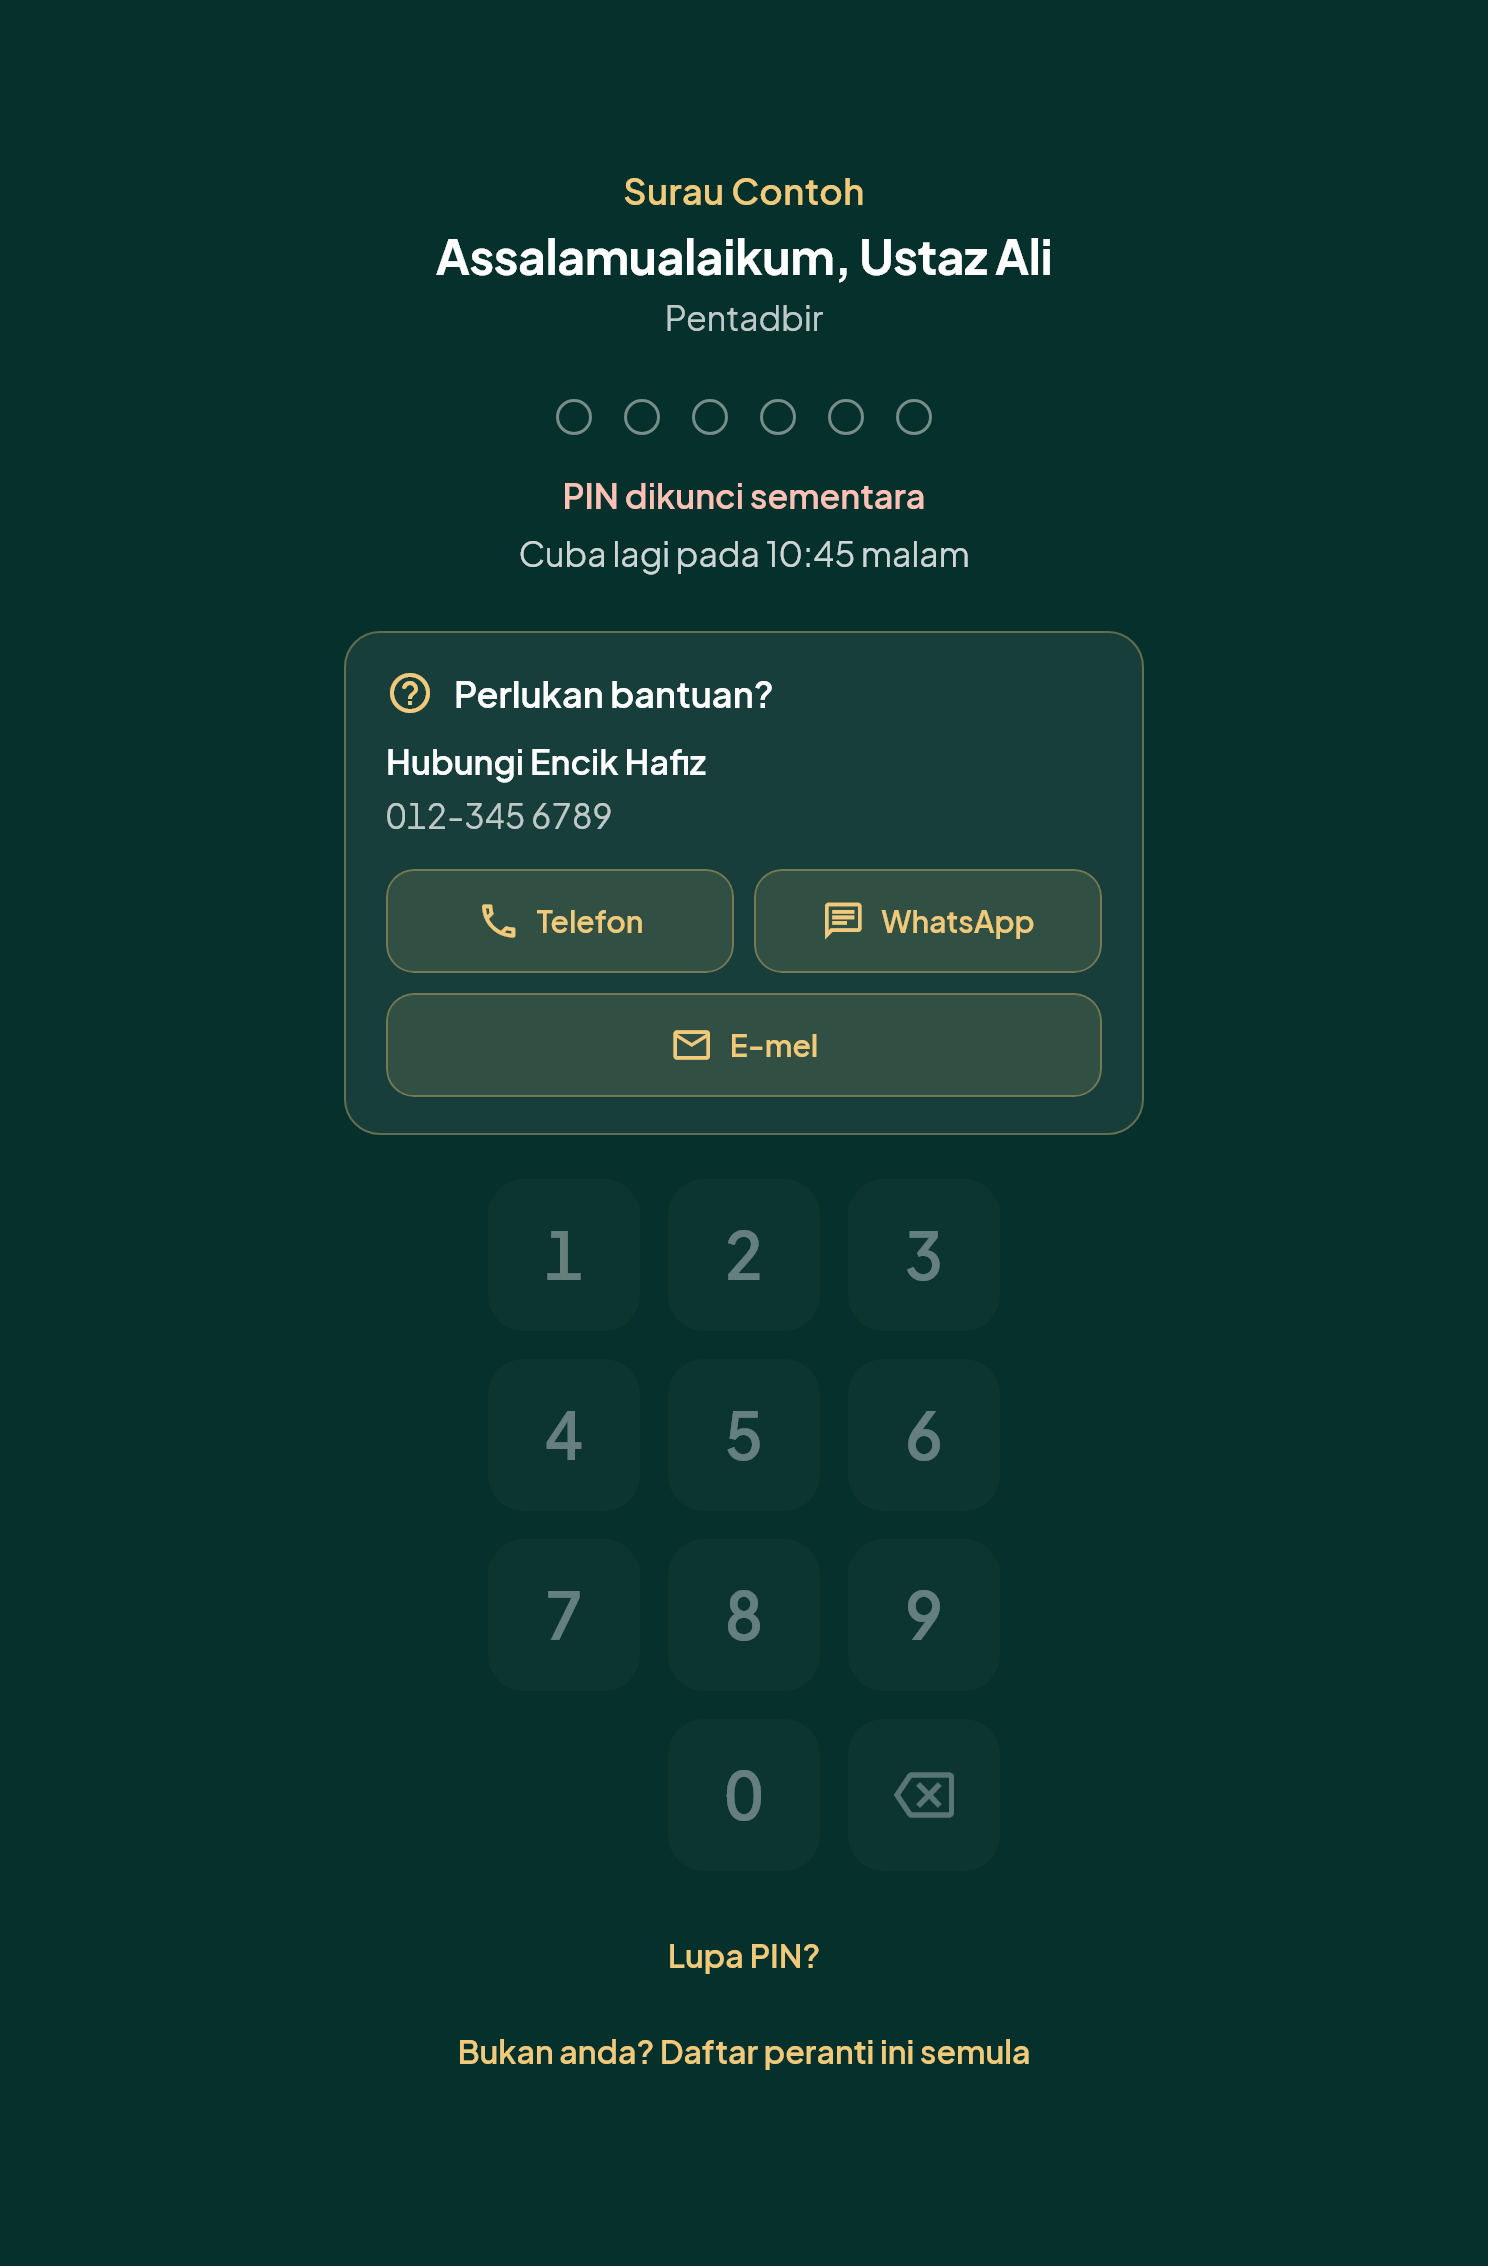 Surau Contoh
Assalamualaikum, Ustaz Ali
Pentadbir
PIN dikunci sementara
Cuba lagi pada 10:45 malam
Perlukan bantuan?
Hubungi Encik Hafiz
012-345 6789
Telefon
WhatsApp
E-mel
1 2 3
4 5 6
7 8 9
0
Lupa PIN?
Bukan anda? Daftar peranti ini semula